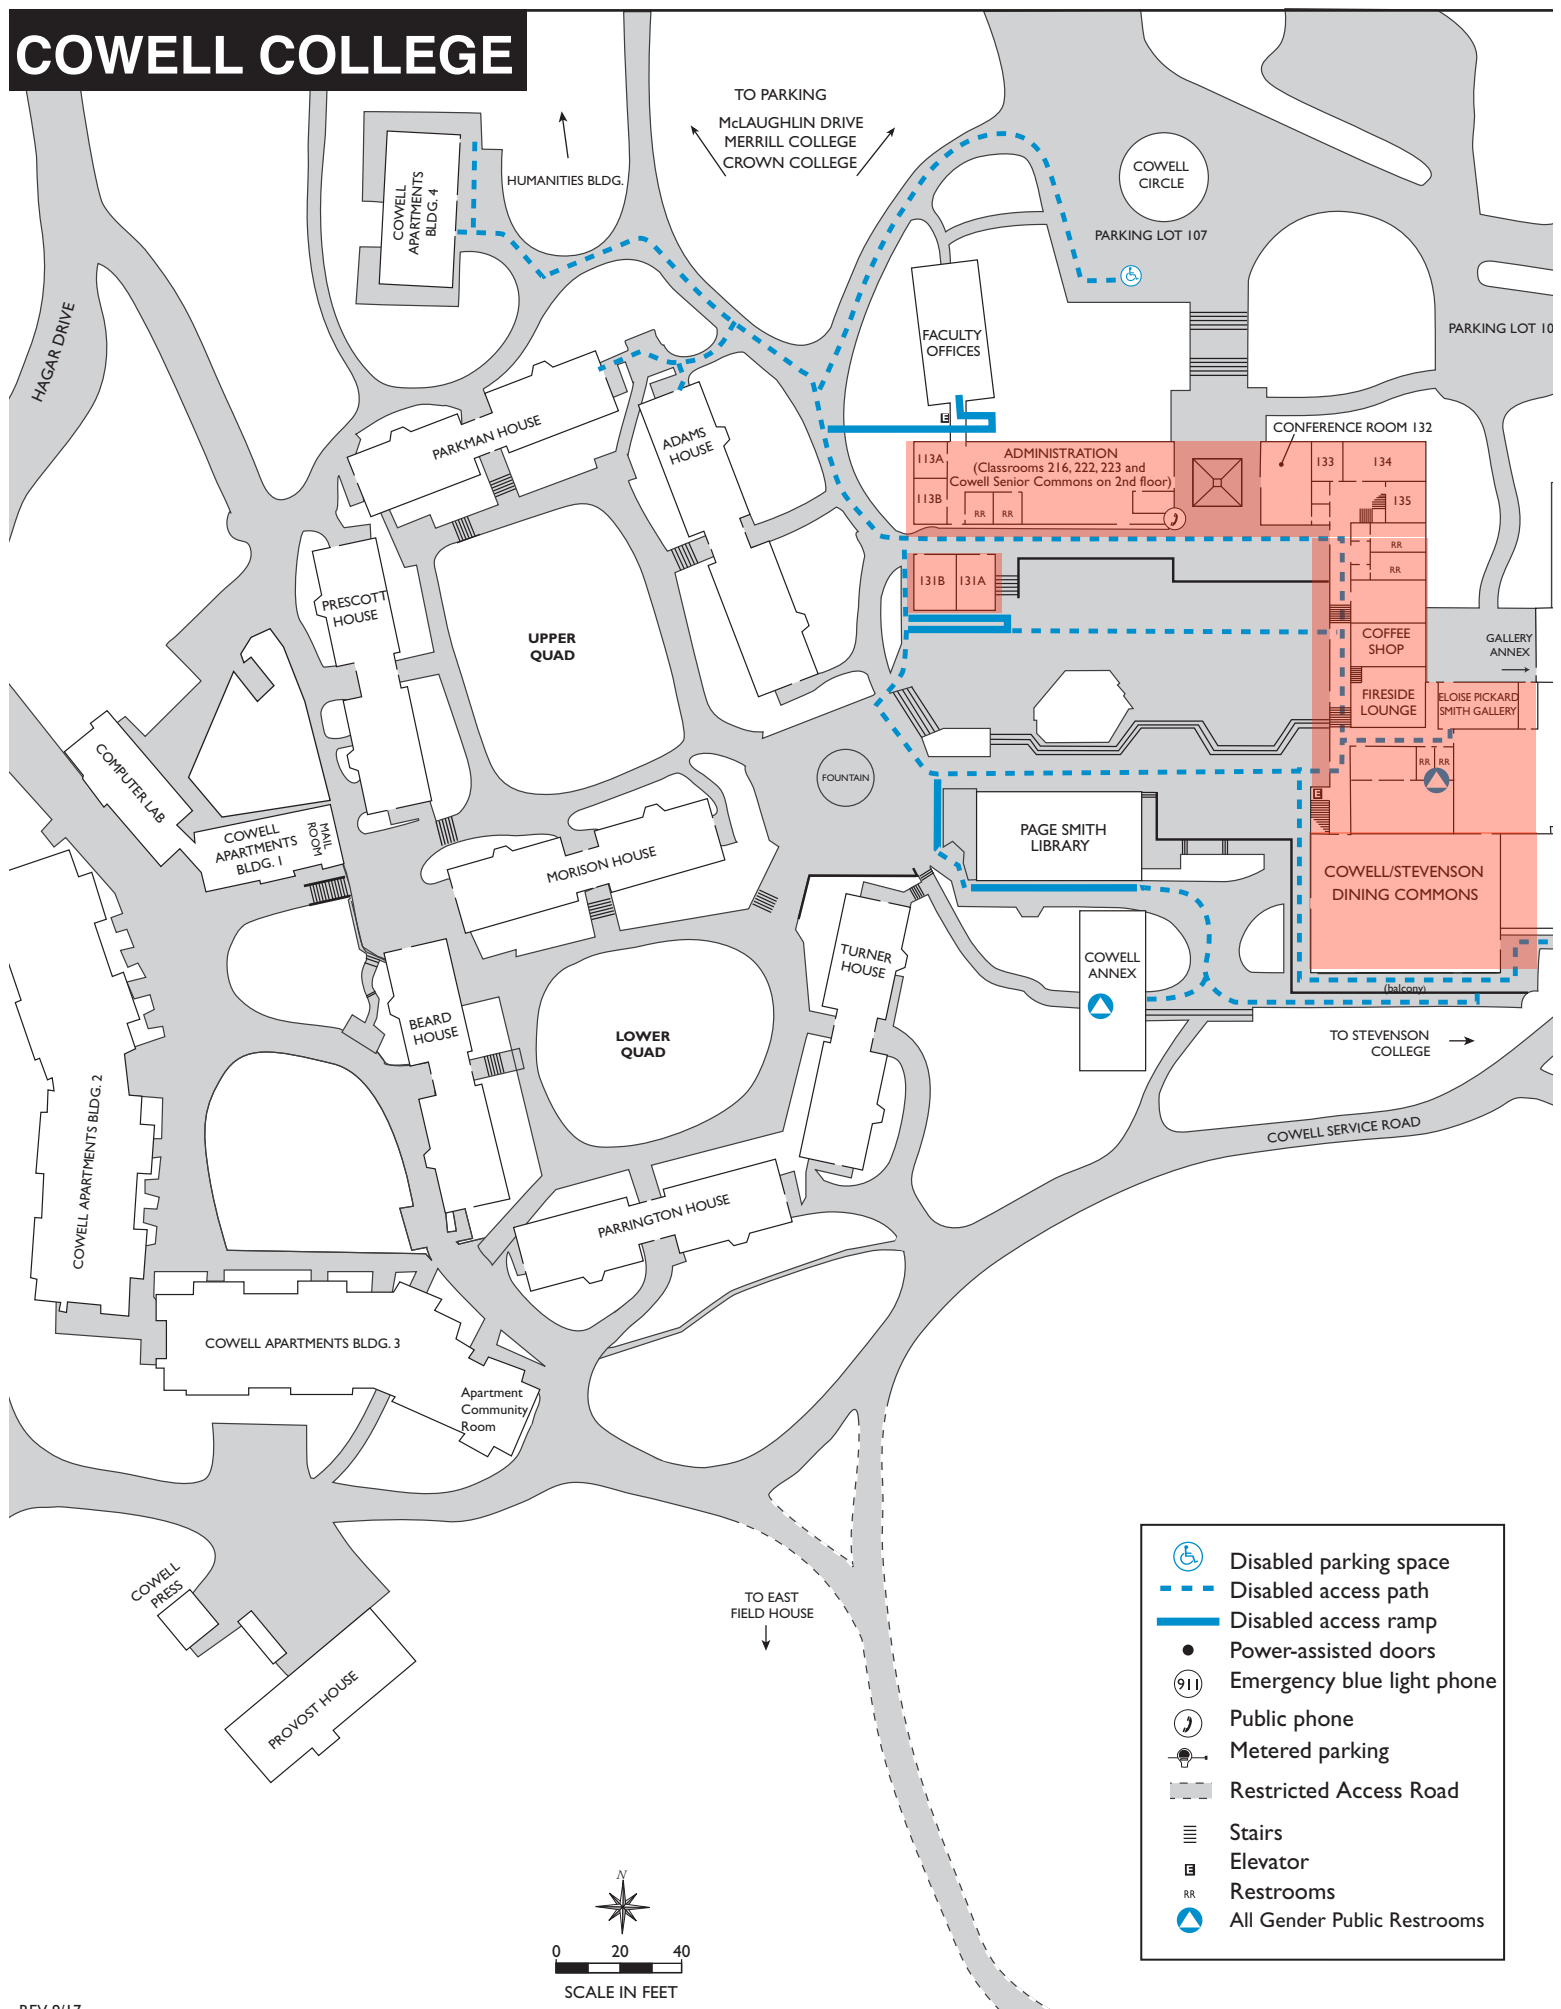 COWELL COLLEGE
TO PARKING
McLAUGHLIN DRIVE
MERRILL COLLEGE
CROWN COLLEGE
HUMANITIES BLDG.
COWELL
APARTMENTS
BLDG. 4
COWELL
CIRCLE
PARKING LOT 107
HAGAR DRIVE
PARKING LOT 10
FACULTY
OFFICES
E
PARKMAN HOUSE
ADAMS
HOUSE
CONFERENCE ROOM 132
113A
113B
ADMINISTRATION
(Classrooms 216, 222, 223 and
Cowell Senior Commons on 2nd floor)
RR
RR
133
134
135
RR
RR
131B
131A
PRESCOTT
HOUSE
UPPER
QUAD
COFFEE
SHOP
GALLERY
ANNEX
FIRESIDE
LOUNGE
ELOISE PICKARD
SMITH GALLERY
RR
RR
E
COMPUTER LAB
FOUNTAIN
COWELL
APARTMENTS
BLDG. 1
MAIL
ROOM
MORISON HOUSE
PAGE SMITH
LIBRARY
COWELL/STEVENSON
DINING COMMONS
TURNER
HOUSE
COWELL
ANNEX
(balcony)
BEARD
HOUSE
LOWER
QUAD
TO STEVENSON
COLLEGE
COWELL APARTMENTS BLDG. 2
COWELL SERVICE ROAD
PARRINGTON HOUSE
COWELL APARTMENTS BLDG. 3
Apartment
Community
Room
COWELL
PRESS
TO EAST
FIELD HOUSE
PROVOST HOUSE
Disabled parking space
Disabled access path
Disabled access ramp
Power-assisted doors
911 Emergency blue light phone
Public phone
Metered parking
Restricted Access Road
Stairs
E Elevator
RR Restrooms
All Gender Public Restrooms
N
0 20 40
SCALE IN FEET
REV 9/17